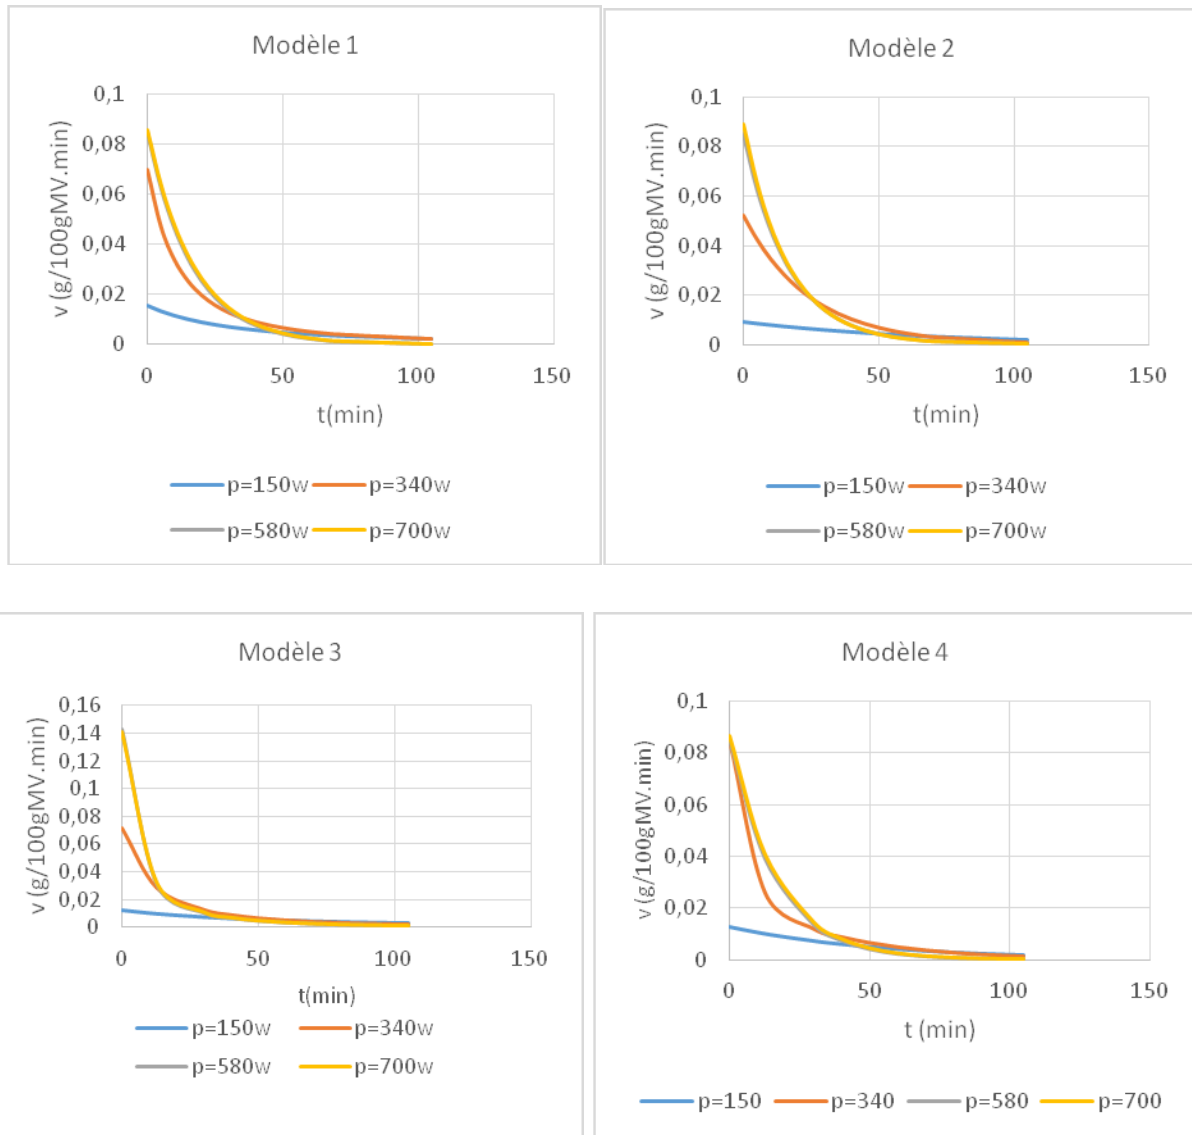 Modèle 1
v (g/100gMV.min)
0,1
0,08
0,06
0,04
0,02
0
0 50 100 150
t(min)
p=150w p=340w
p=580w p=700w
Modèle 2
v (g/100gMV.min)
0,1
0,08
0,06
0,04
0,02
0
0 50 100 150
t(min)
p=150w p=340w
p=580w p=700w
Modèle 3
v (g/100gMV.min)
0,16
0,14
0,12
0,1
0,08
0,06
0,04
0,02
0
0 50 100 150
t(min)
p=150w p=340w
p=580w p=700w
Modèle 4
v (g/100gMV.min)
0,1
0,08
0,06
0,04
0,02
0
0 50 100 150
t (min)
p=150 p=340 p=580 p=700